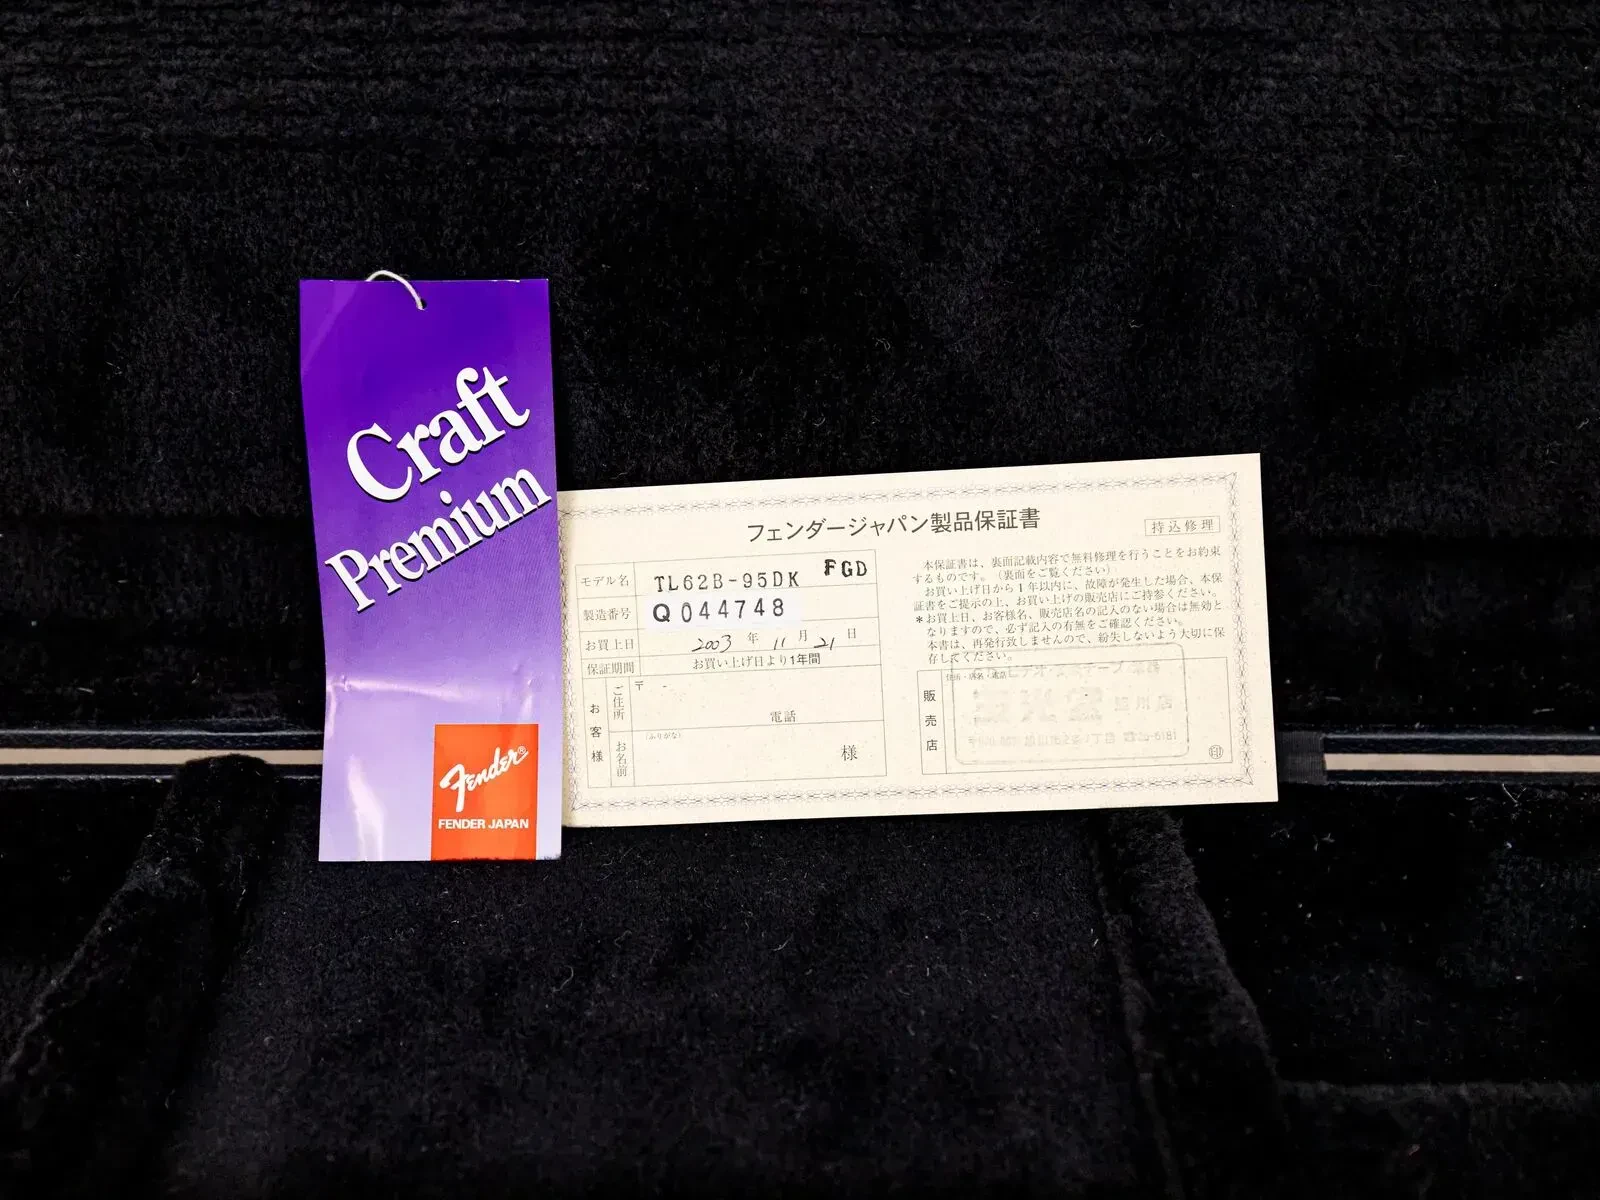 Craft
Premium
Fender®
FENDER JAPAN
フェンダージャパン製品保証書
持込修理
モデル名 TL62B-95DK FGD
製造番号 Q044748
お買上日 2003 年 11 月 21 日
保証期間 お買い上げ日より1年間
お客様
ご住所 〒 -
電話
お名前 (ふりがな)
様
本保証書は、裏面記載内容で無料修理を行うことをお約束
するものです。(裏面をご覧ください)
お買い上げ日から1年以内に、故障が発生した場合、本保
証書をご提示の上、お買い上げの販売店にご持参ください。
*お買上日、お客様名、販売店名の記入のない場合は無効と
なりますので、必ず記入の有無をご確認ください。
本書は、再発行致しませんので、紛失しないよう大切に保
存してください。
販売店
住所・店名・電話
印